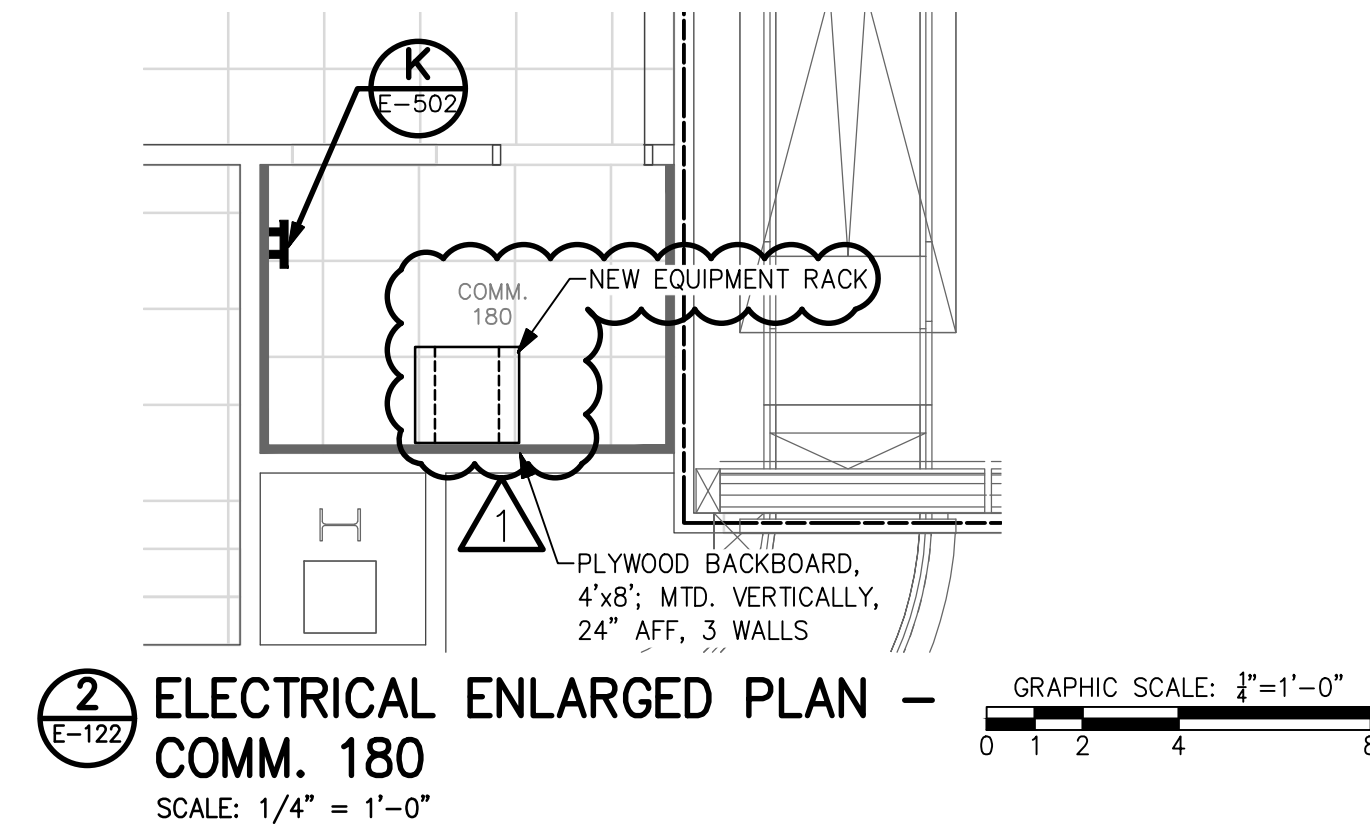 K
E-502
NEW EQUIPMENT RACK
COMM.
180
1
PLYWOOD BACKBOARD,
4'x8'; MTD. VERTICALLY,
24" AFF, 3 WALLS
2
E-122
ELECTRICAL ENLARGED PLAN -
COMM. 180
SCALE: 1/4" = 1'-0"
GRAPHIC SCALE: 1/4"=1'-0"
0 1 2 4 8